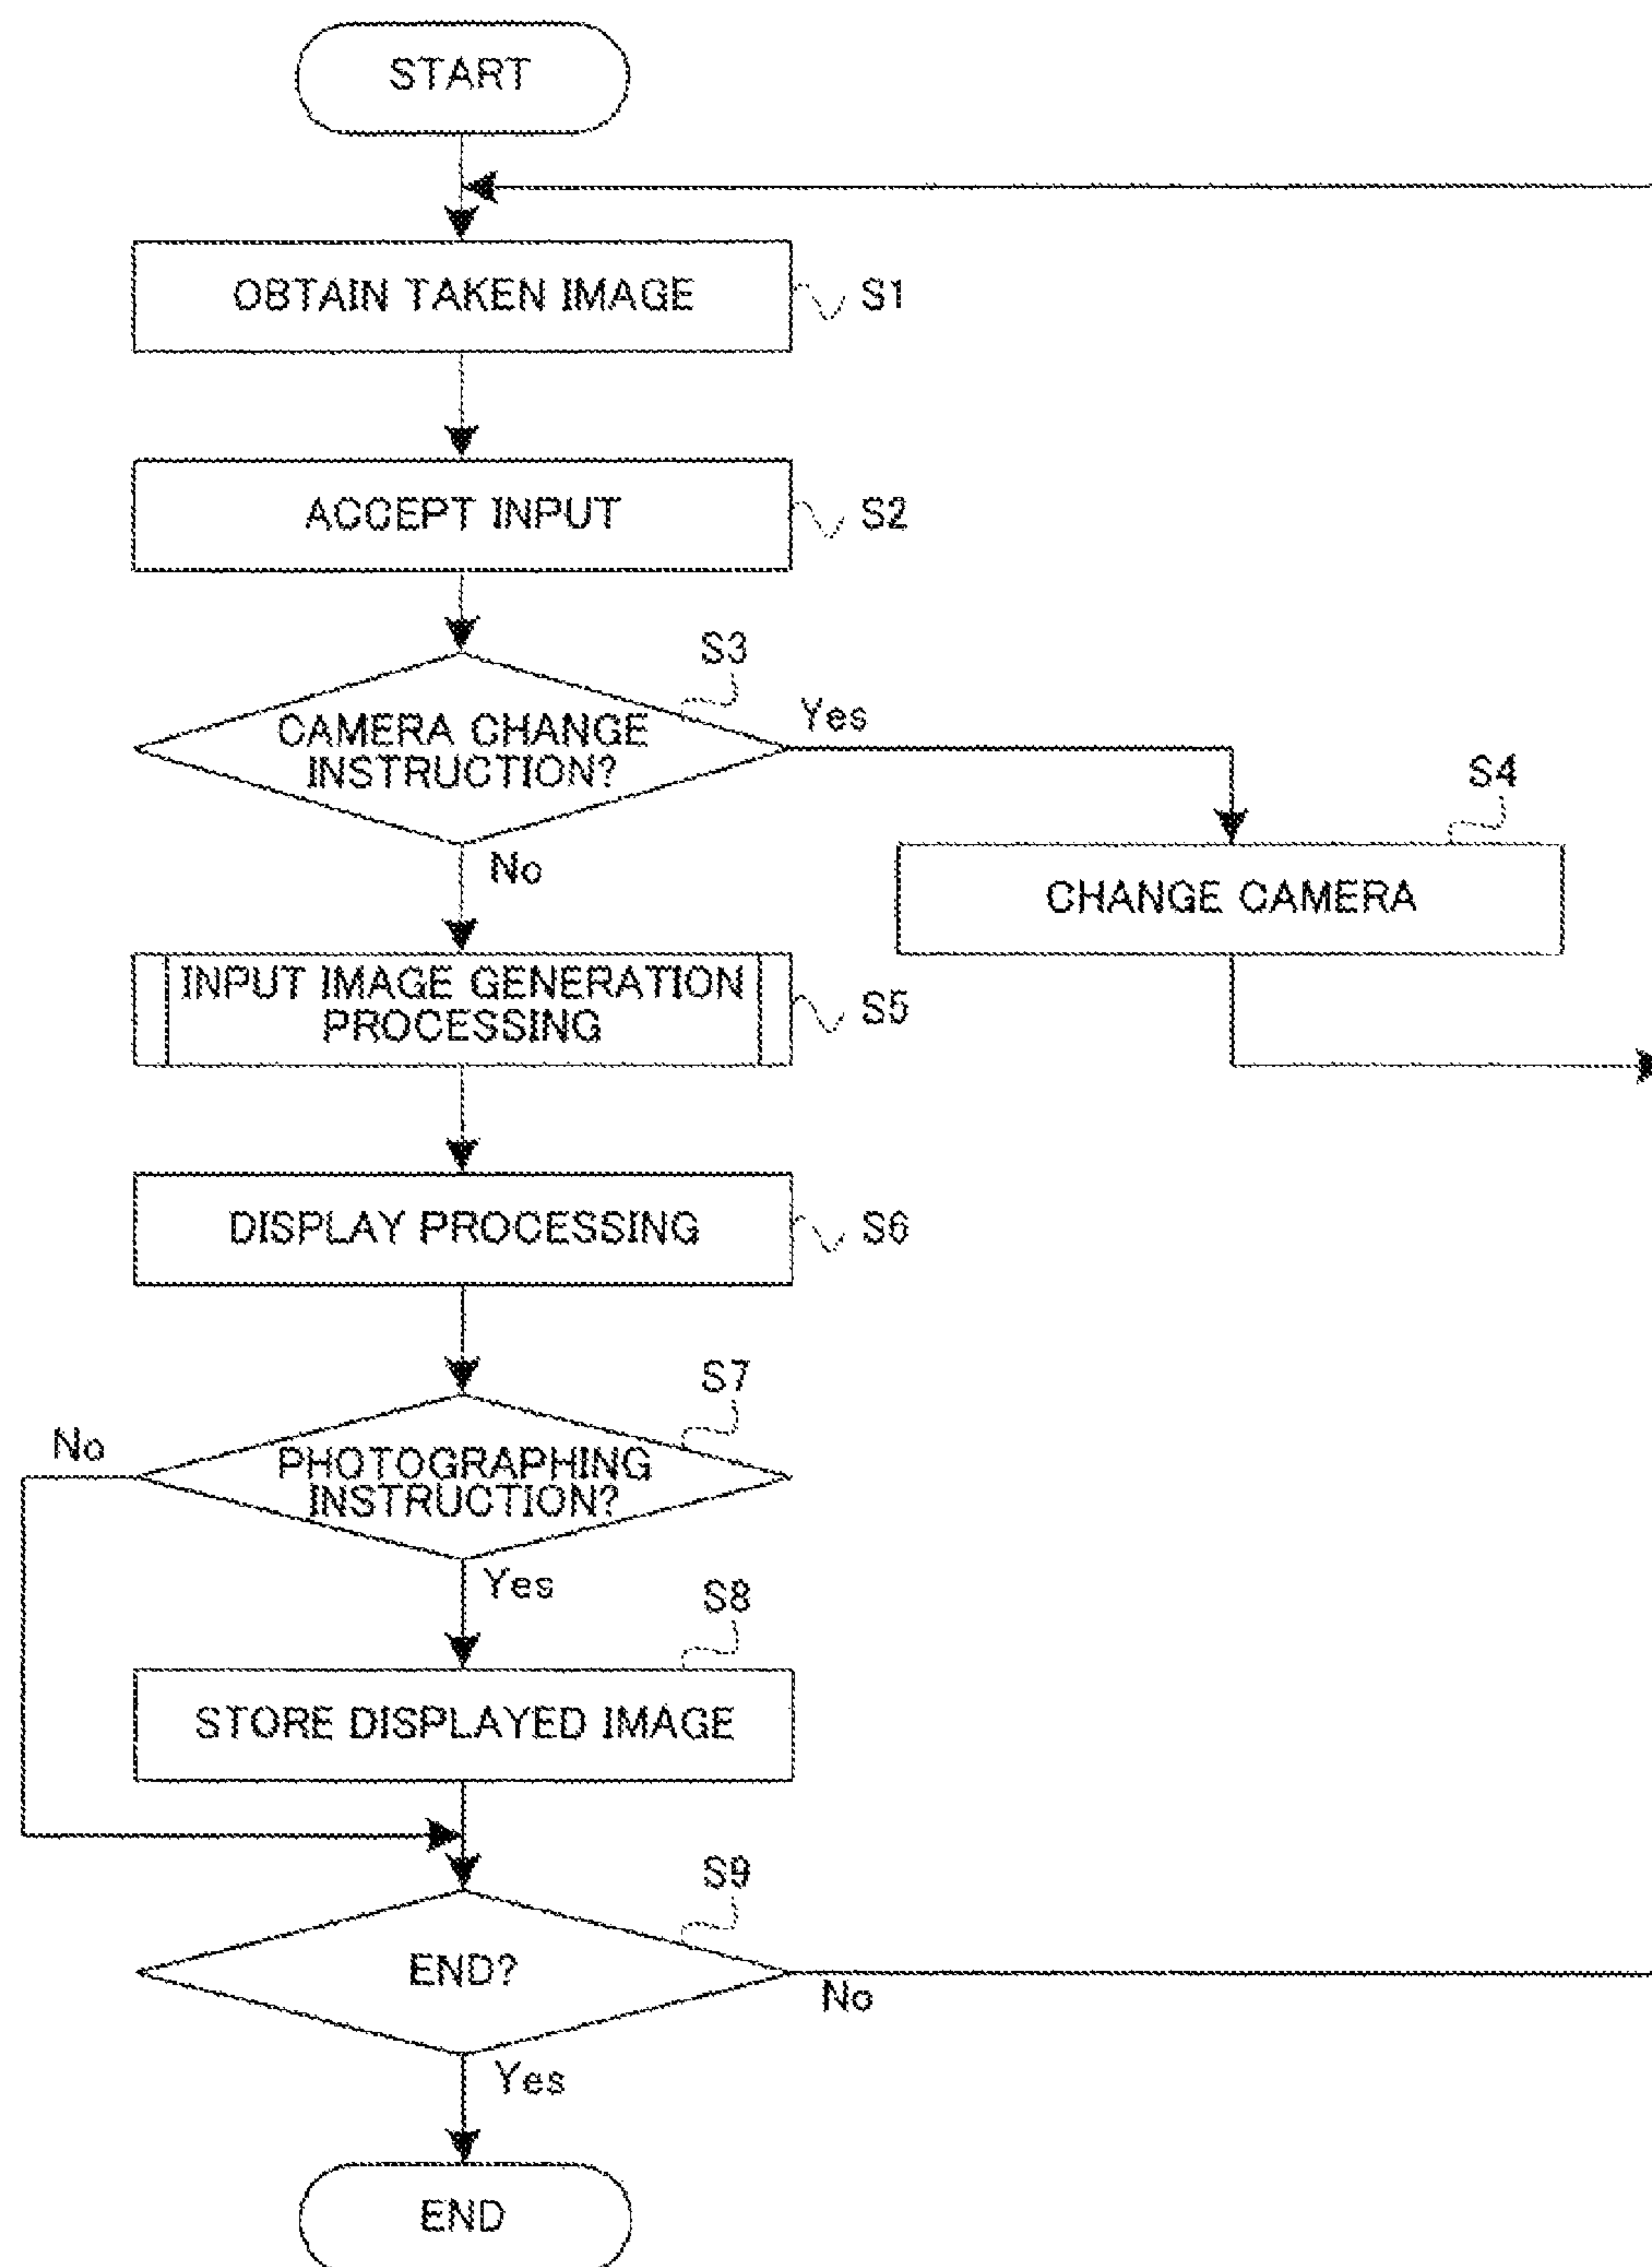 START
OBTAIN TAKEN IMAGE
S1
ACCEPT INPUT
S2
S3
CAMERA CHANGE
INSTRUCTION?
Yes
No
S4
CHANGE CAMERA
INPUT IMAGE GENERATION
PROCESSING
S5
DISPLAY PROCESSING
S6
S7
No
PHOTOGRAPHING
INSTRUCTION?
Yes
S8
STORE DISPLAYED IMAGE
S9
END?
No
Yes
END